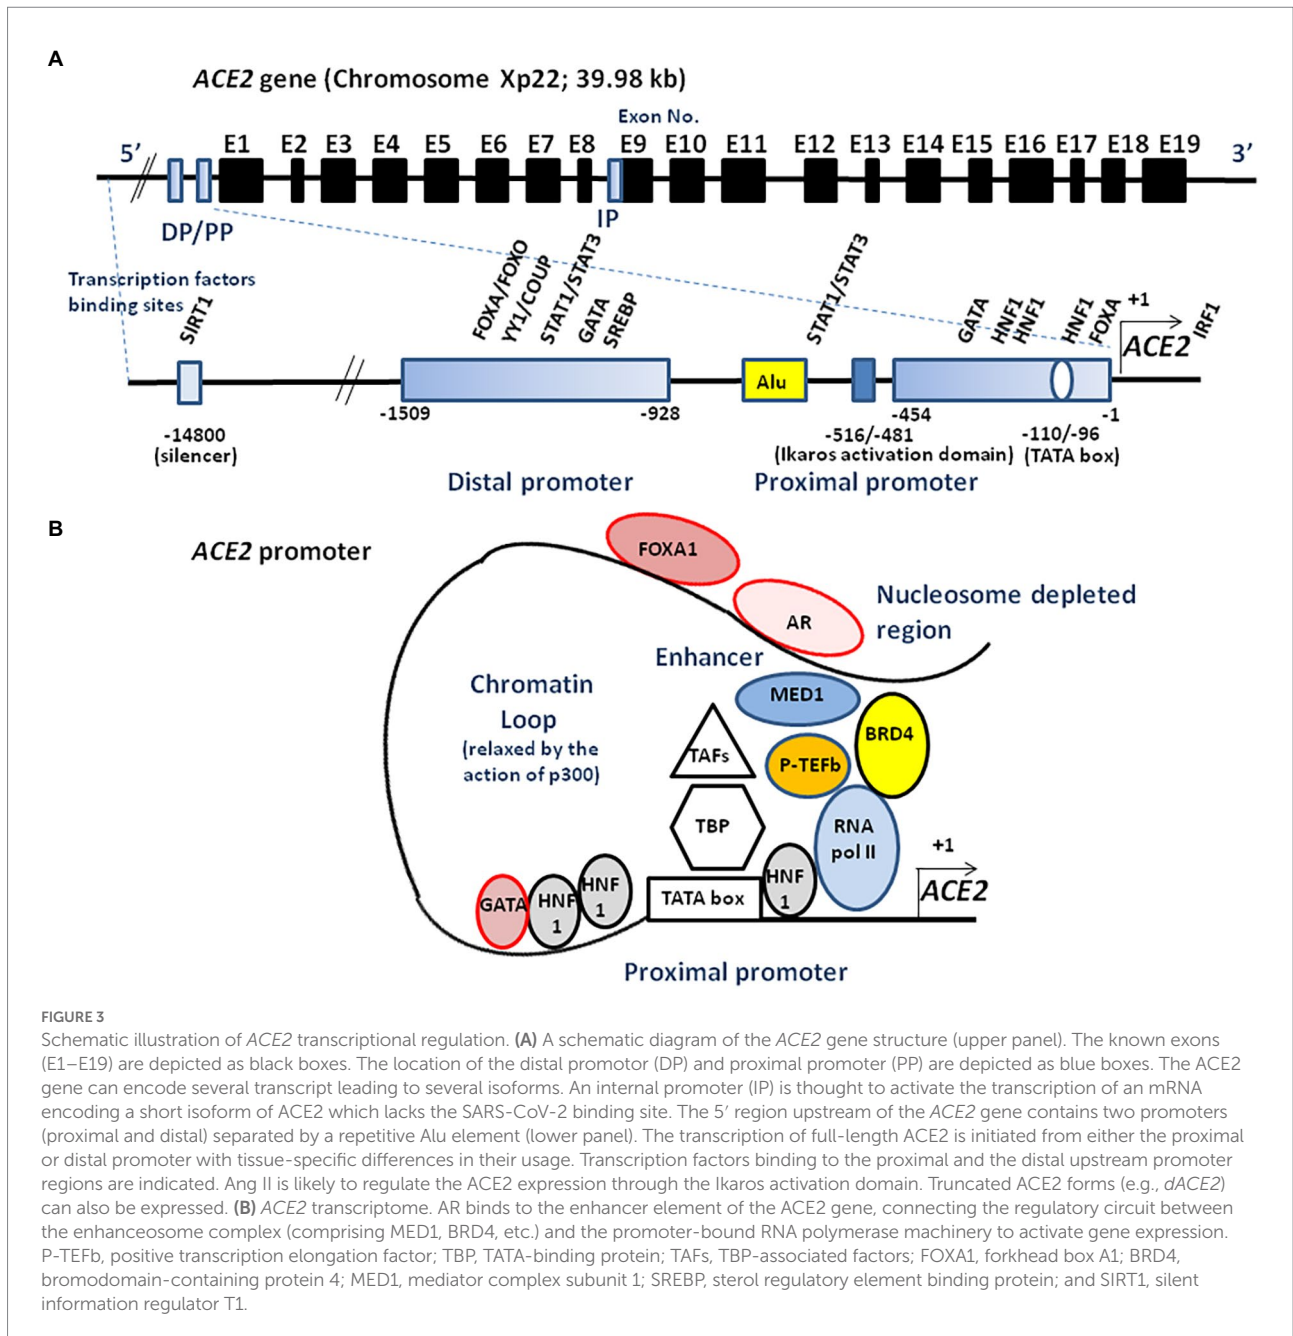 A
ACE2 gene (Chromosome Xp22; 39.98 kb)
Exon No.
5’ E1 E2 E3 E4 E5 E6 E7 E8 E9 E10 E11 E12 E13 E14 E15 E16 E17 E18 E19 3’
DP/PP IP
Transcription factors
binding sites
SIRT1 FOXA/FOXO YY1/COUP STAT1/STAT3 GATA SREBP STAT1/STAT3 GATA HNF1 HNF1 HNF1 FOXA +1 IRF1
ACE2
Alu
-1509 -928 -454 -1
-14800 -516/-481 -110/-96
(silencer) (Ikaros activation domain) (TATA box)
Distal promoter Proximal promoter
B
ACE2 promoter
FOXA1
AR
Nucleosome depleted
region
Enhancer
Chromatin
Loop
(relaxed by the
action of p300)
MED1
BRD4
TAFs
P-TEFb
TBP
RNA
pol II
+1
ACE2
GATA
HNF
1
HNF
1
TATA box
HNF
1
Proximal promoter
FIGURE 3
Schematic illustration of ACE2 transcriptional regulation. (A) A schematic diagram of the ACE2 gene structure (upper panel). The known exons
(E1–E19) are depicted as black boxes. The location of the distal promotor (DP) and proximal promoter (PP) are depicted as blue boxes. The ACE2
gene can encode several transcript leading to several isoforms. An internal promoter (IP) is thought to activate the transcription of an mRNA
encoding a short isoform of ACE2 which lacks the SARS-CoV-2 binding site. The 5′ region upstream of the ACE2 gene contains two promoters
(proximal and distal) separated by a repetitive Alu element (lower panel). The transcription of full-length ACE2 is initiated from either the proximal
or distal promoter with tissue-specific differences in their usage. Transcription factors binding to the proximal and the distal upstream promoter
regions are indicated. Ang II is likely to regulate the ACE2 expression through the Ikaros activation domain. Truncated ACE2 forms (e.g., dACE2)
can also be expressed. (B) ACE2 transcriptome. AR binds to the enhancer element of the ACE2 gene, connecting the regulatory circuit between
the enhanceosome complex (comprising MED1, BRD4, etc.) and the promoter-bound RNA polymerase machinery to activate gene expression.
P-TEFb, positive transcription elongation factor; TBP, TATA-binding protein; TAFs, TBP-associated factors; FOXA1, forkhead box A1; BRD4,
bromodomain-containing protein 4; MED1, mediator complex subunit 1; SREBP, sterol regulatory element binding protein; and SIRT1, silent
information regulator T1.